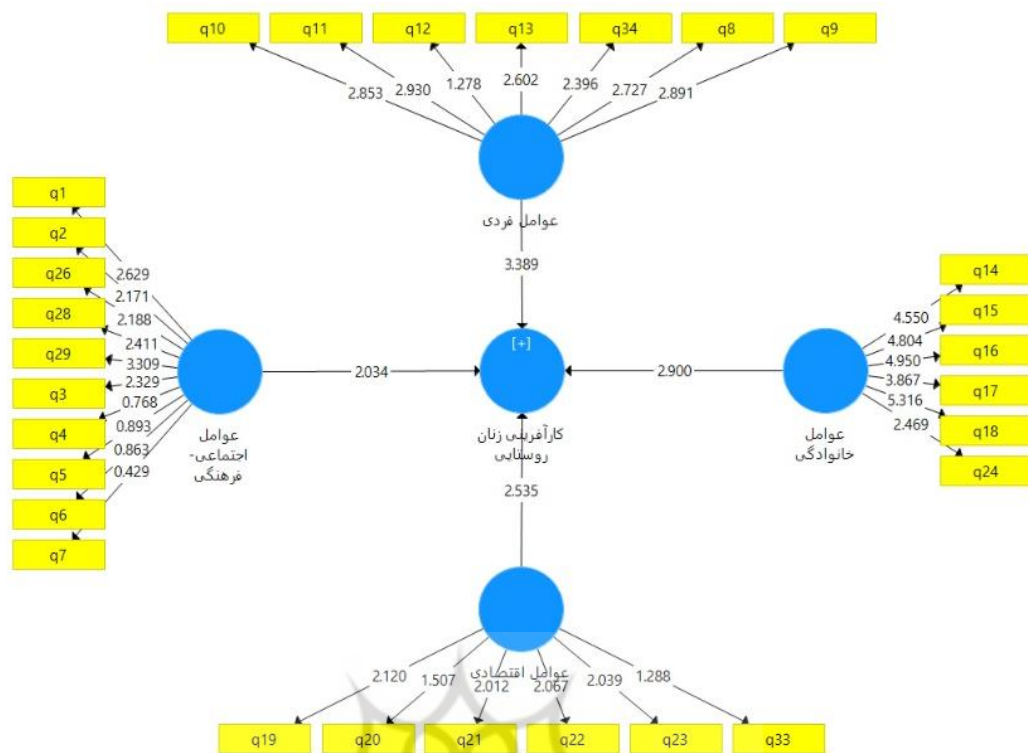 q10 q11 q12 q13 q34 q8 q9
2.853 2.930 1.278 2.602 2.396 2.727 2.891
عوامل فردی
3.389
q1
q2
q26
q28
q29
q3
q4
q5
q6
q7
2.629
2.171
2.188
2.411
3.309
2.329
0.768
0.893
0.863
0.429
عوامل
اجتماعی-
فرهنگی
2.034
[+]
کارآفرینی زنان
روستایی
2.900
عوامل
خانوادگی
4.550
4.804
4.950
3.867
5.316
2.469
q14
q15
q16
q17
q18
q24
2.535
عوامل اقتصادی
2.120 1.507 2.012 2.067 2.039 1.288
q19 q20 q21 q22 q23 q33